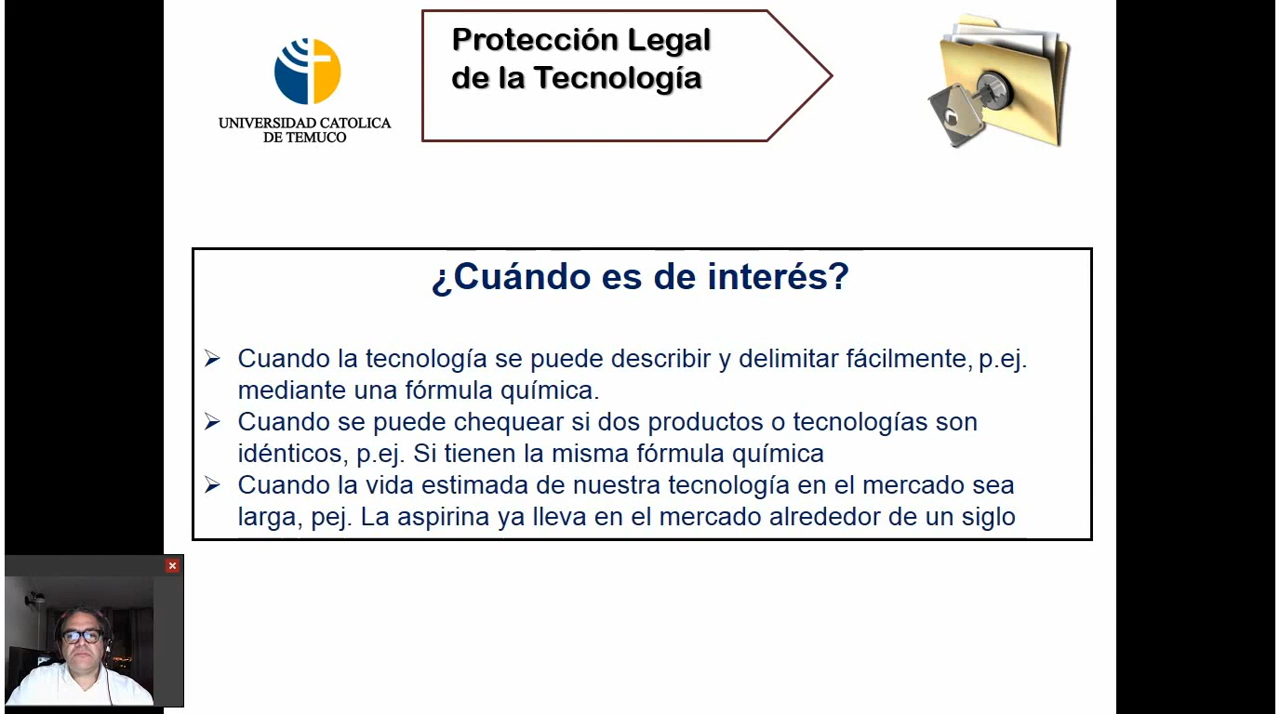 Protección Legal
de la Tecnología
UNIVERSIDAD CATOLICA
DE TEMUCO
¿Cuándo es de interés?
Cuando la tecnología se puede describir y delimitar fácilmente, p.ej.
mediante una fórmula química.
Cuando se puede chequear si dos productos o tecnologías son
idénticos, p.ej. Si tienen la misma fórmula química
Cuando la vida estimada de nuestra tecnología en el mercado sea
larga, pej. La aspirina ya lleva en el mercado alrededor de un siglo